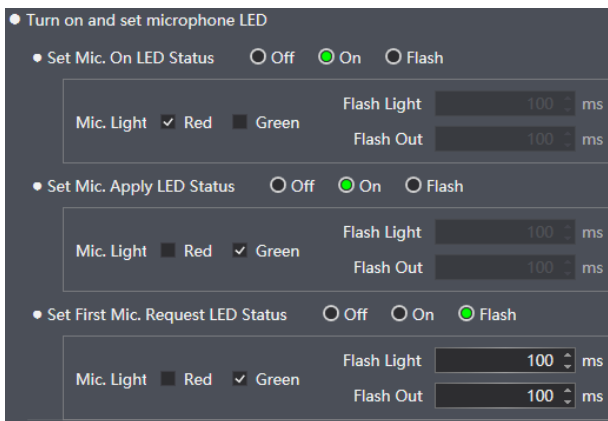 Turn on and set microphone LED
Set Mic. On LED Status Off On Flash
Flash Light 100 ms
Mic. Light Red Green
Flash Out 100 ms
Set Mic. Apply LED Status Off On Flash
Flash Light 100 ms
Mic. Light Red Green
Flash Out 100 ms
Set First Mic. Request LED Status Off On Flash
Flash Light 100 ms
Mic. Light Red Green
Flash Out 100 ms